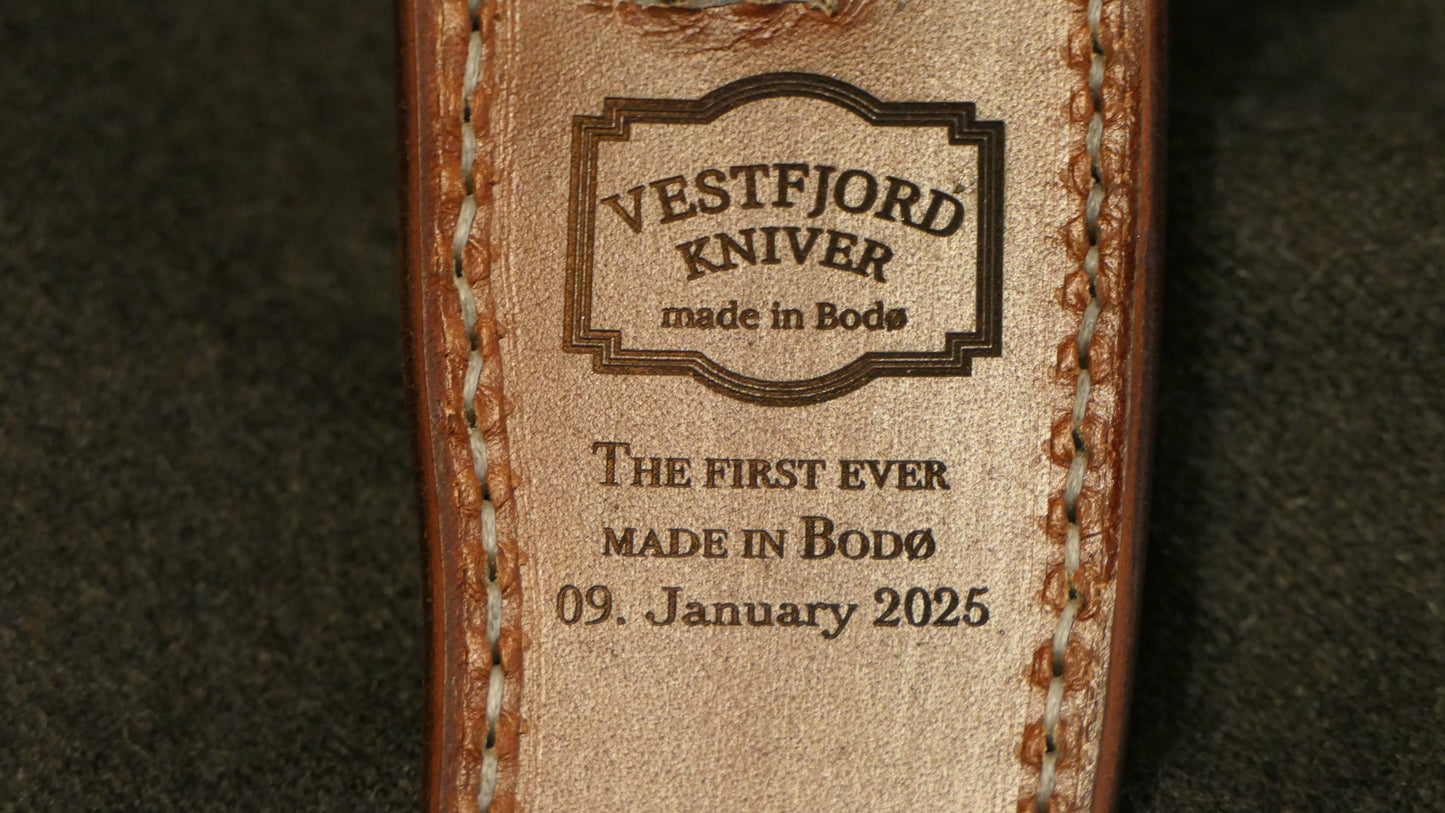 VESTFJORD
KNIVER
made in Bodø
THE FIRST EVER
MADE IN BODØ
09. January 2025